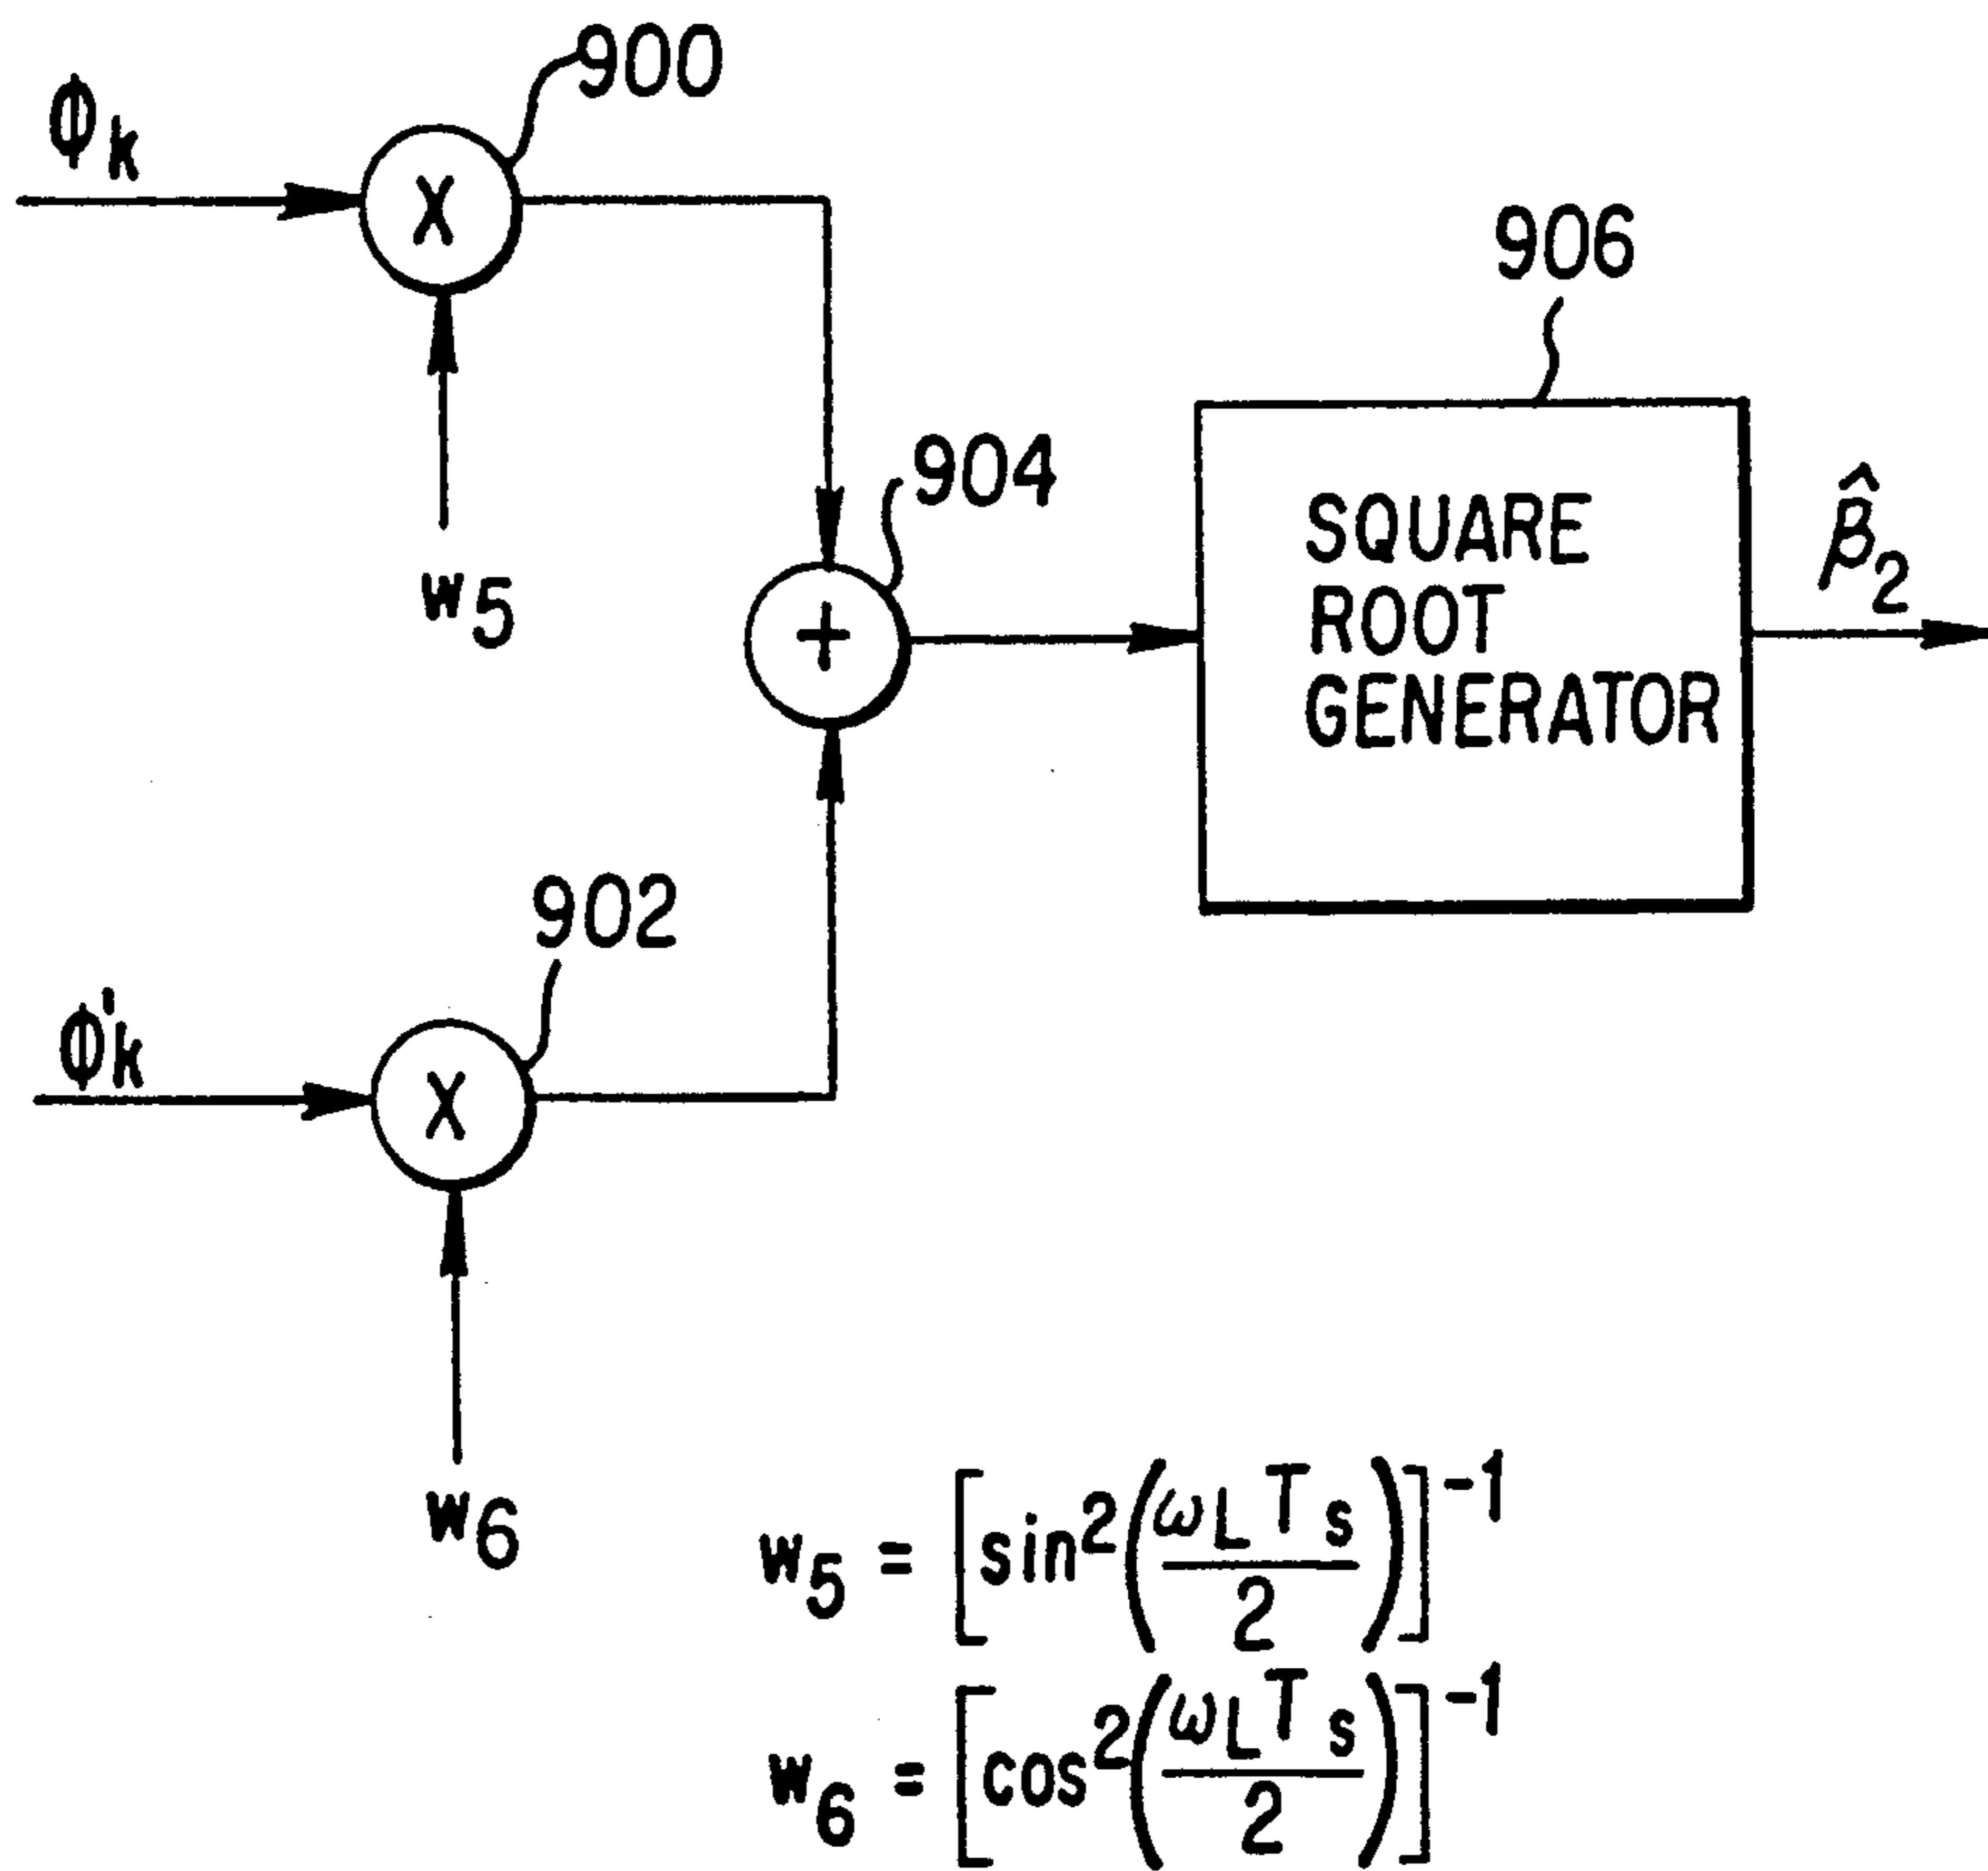 900
ϕk
X
w5
906
904
+
SQUARE
ROOT
GENERATOR
β̂2
902
ϕ'k
X
w6
w5 = [sin²(ωLTs/2)]⁻¹
w6 = [cos²(ωLTs/2)]⁻¹